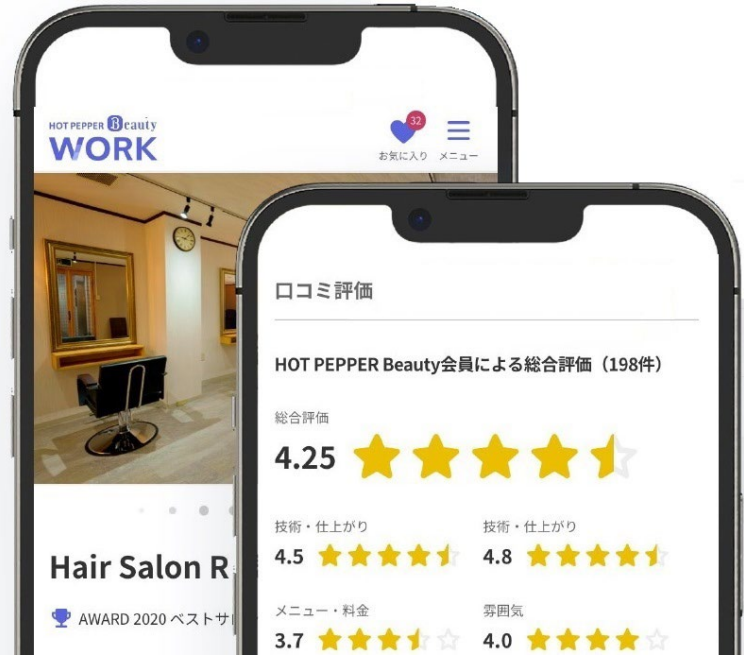 HOT PEPPER Beauty
WORK
32
お気に入り メニュー
Hair Salon R
AWARD 2020 ベストサ
口コミ評価
HOT PEPPER Beauty会員による総合評価（198件）
総合評価
4.25
技術・仕上がり 技術・仕上がり
4.5 4.8
メニュー・料金 雰囲気
3.7 4.0